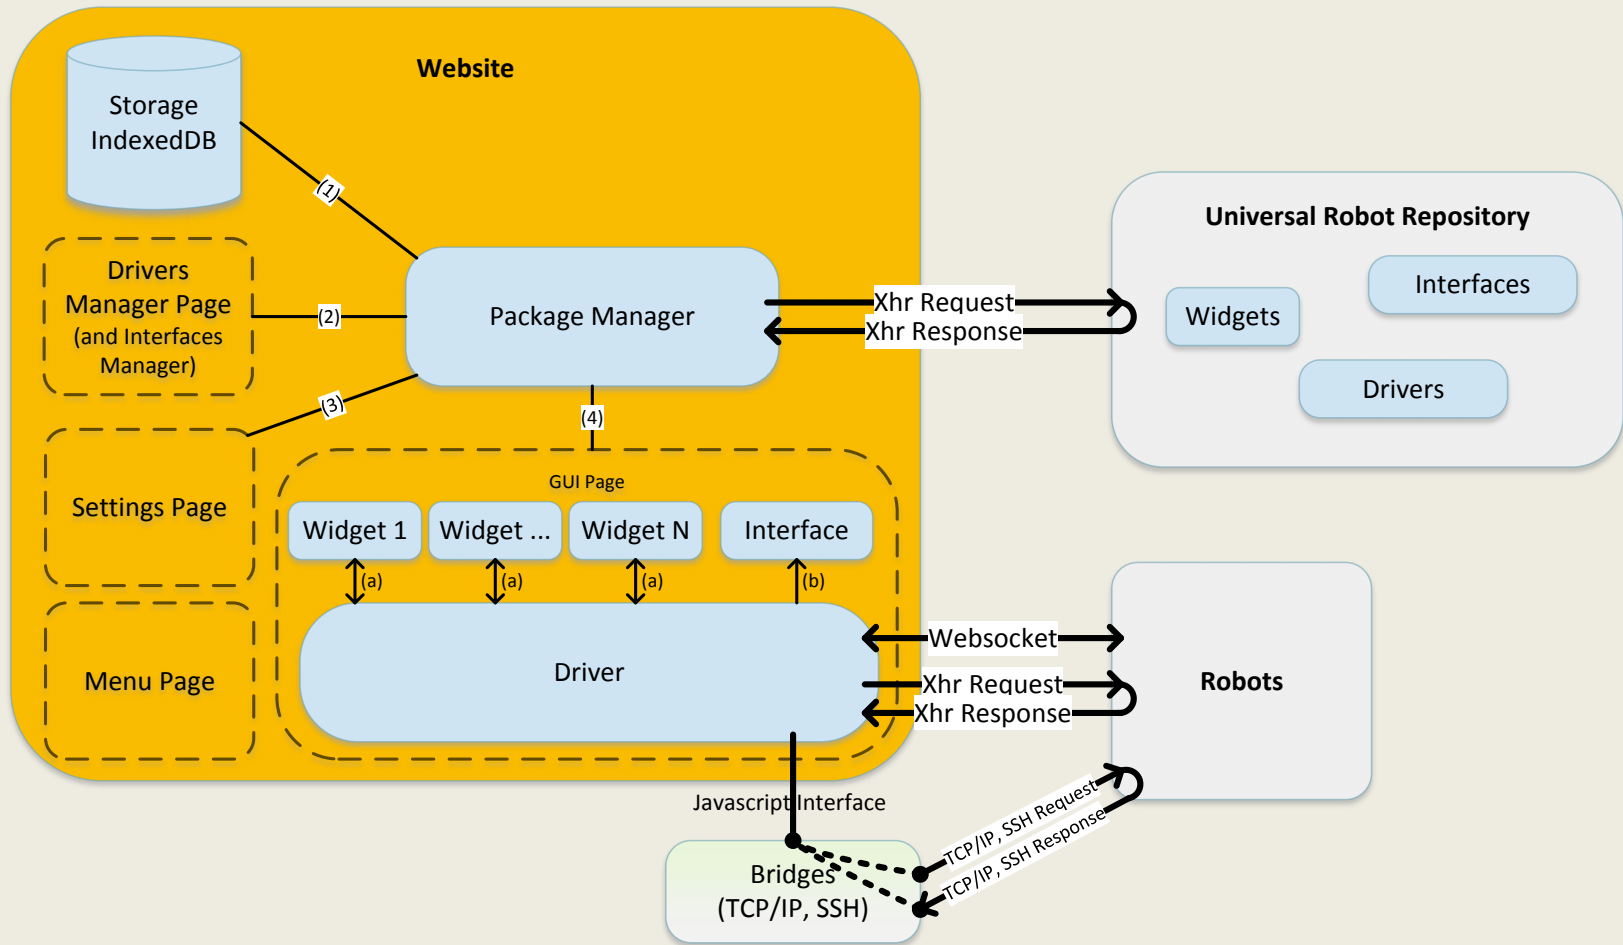 Website
Storage
IndexedDB
(1)
Drivers
Manager Page
(and Interfaces
Manager)
(2)
Package Manager
(3)
(4)
Xhr Request
Xhr Response
Universal Robot Repository
Interfaces
Widgets
Drivers
Settings Page
GUI Page
Widget 1
Widget ...
Widget N
Interface
(a)
(a)
(a)
(b)
Menu Page
Driver
Websocket
Xhr Request
Xhr Response
Robots
Javascript Interface
TCP/IP, SSH Request
TCP/IP, SSH Response
Bridges
(TCP/IP, SSH)